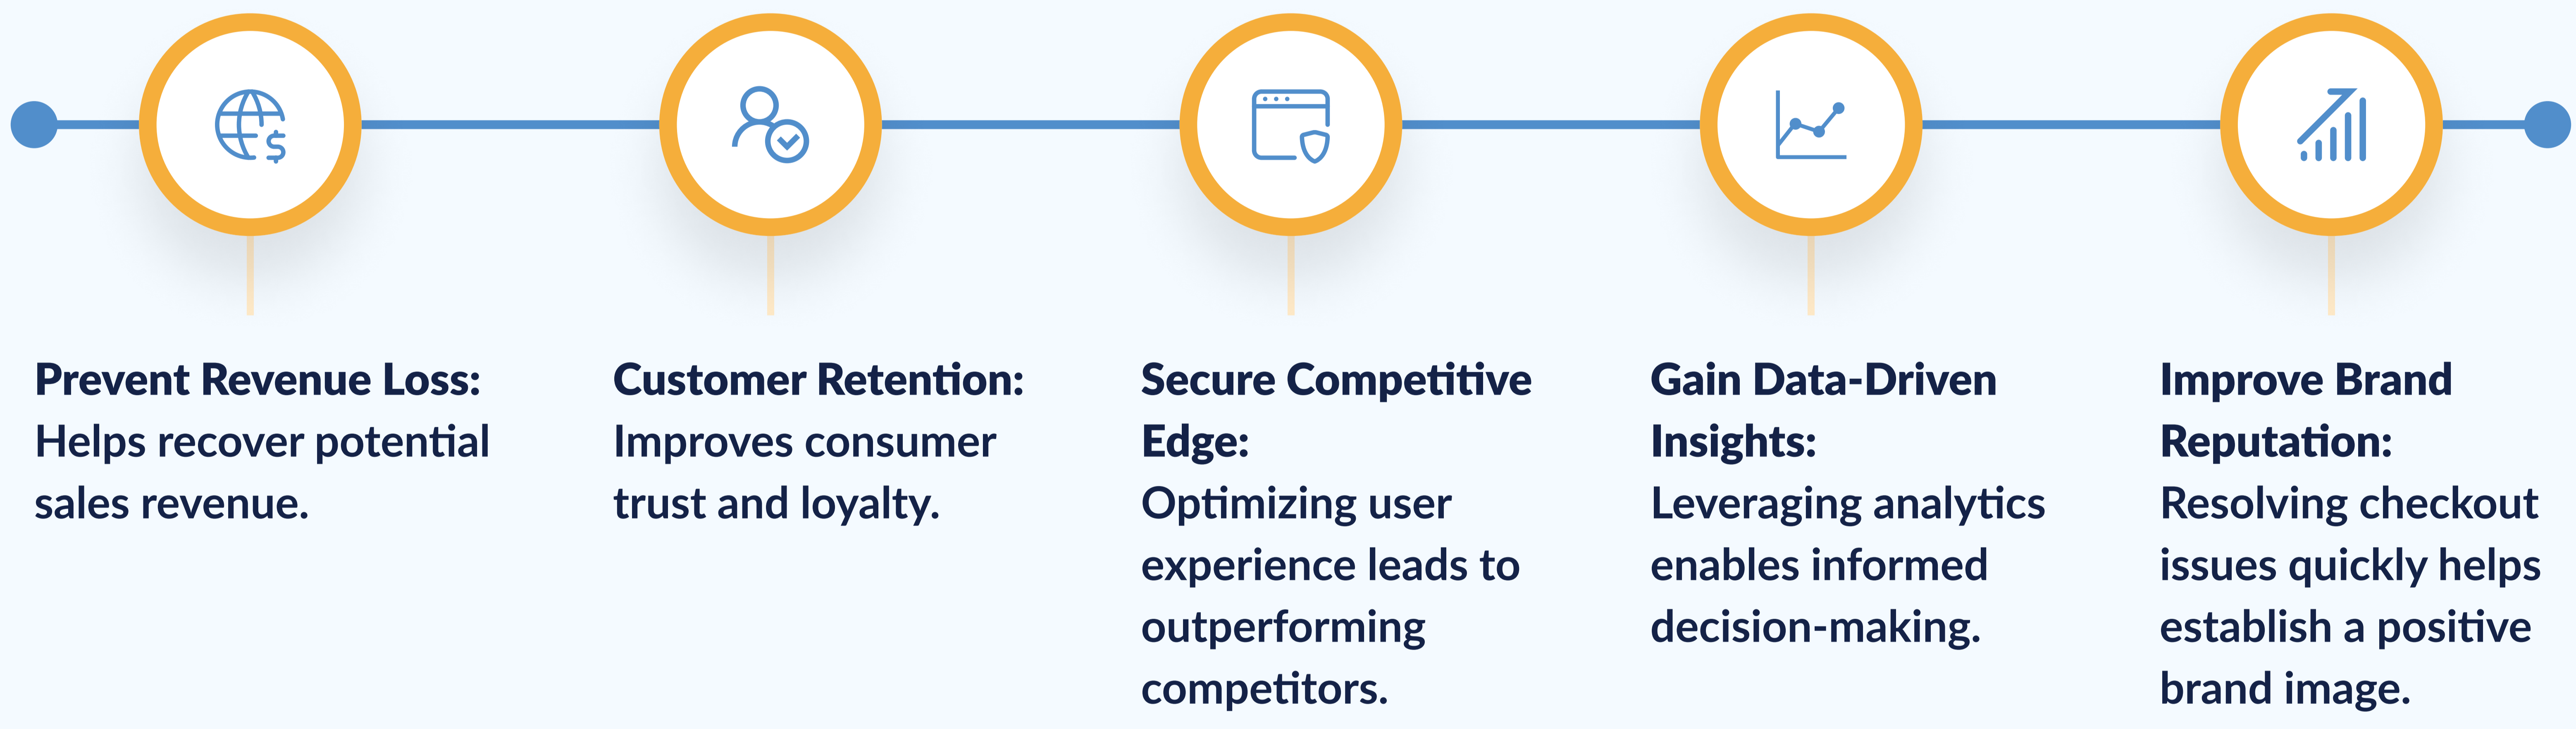 Prevent Revenue Loss:
Helps recover potential
sales revenue.
Customer Retention:
Improves consumer
trust and loyalty.
Secure Competitive
Edge:
Optimizing user
experience leads to
outperforming
competitors.
Gain Data-Driven
Insights:
Leveraging analytics
enables informed
decision-making.
Improve Brand
Reputation:
Resolving checkout
issues quickly helps
establish a positive
brand image.